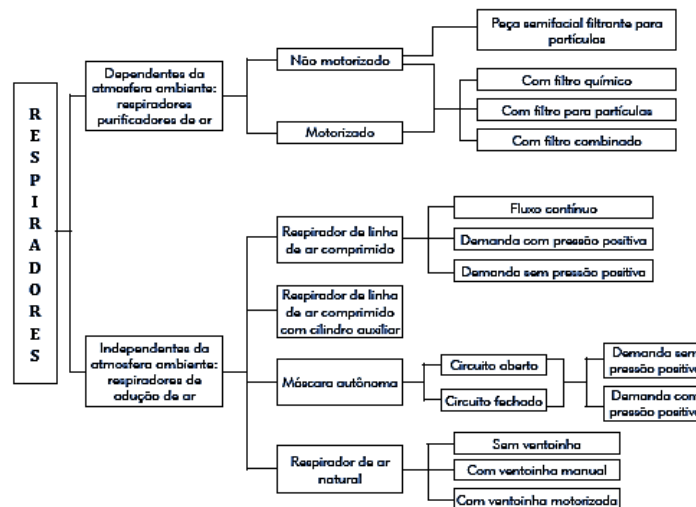 RESPIRADORES
Dependentes da
atmosfera ambiente:
respiradores
purificadores de ar
Não motorizado
Motorizado
Peça semifacial filtrante para
partículas
Com filtro químico
Com filtro para partículas
Com filtro combinado
Independentes da
atmosfera ambiente:
respiradores de
adução de ar
Respirador de linha
de ar comprimido
Fluxo contínuo
Demanda com pressão positiva
Demanda sem pressão positiva
Respirador de linha
de ar comprimido
com cilindro auxiliar
Máscara autônoma
Circuito aberto
Circuito fechado
Demanda sem
pressão positiva
Demanda com
pressão positiva
Respirador de ar
natural
Sem ventoinha
Com ventoinha manual
Com ventoinha motorizada